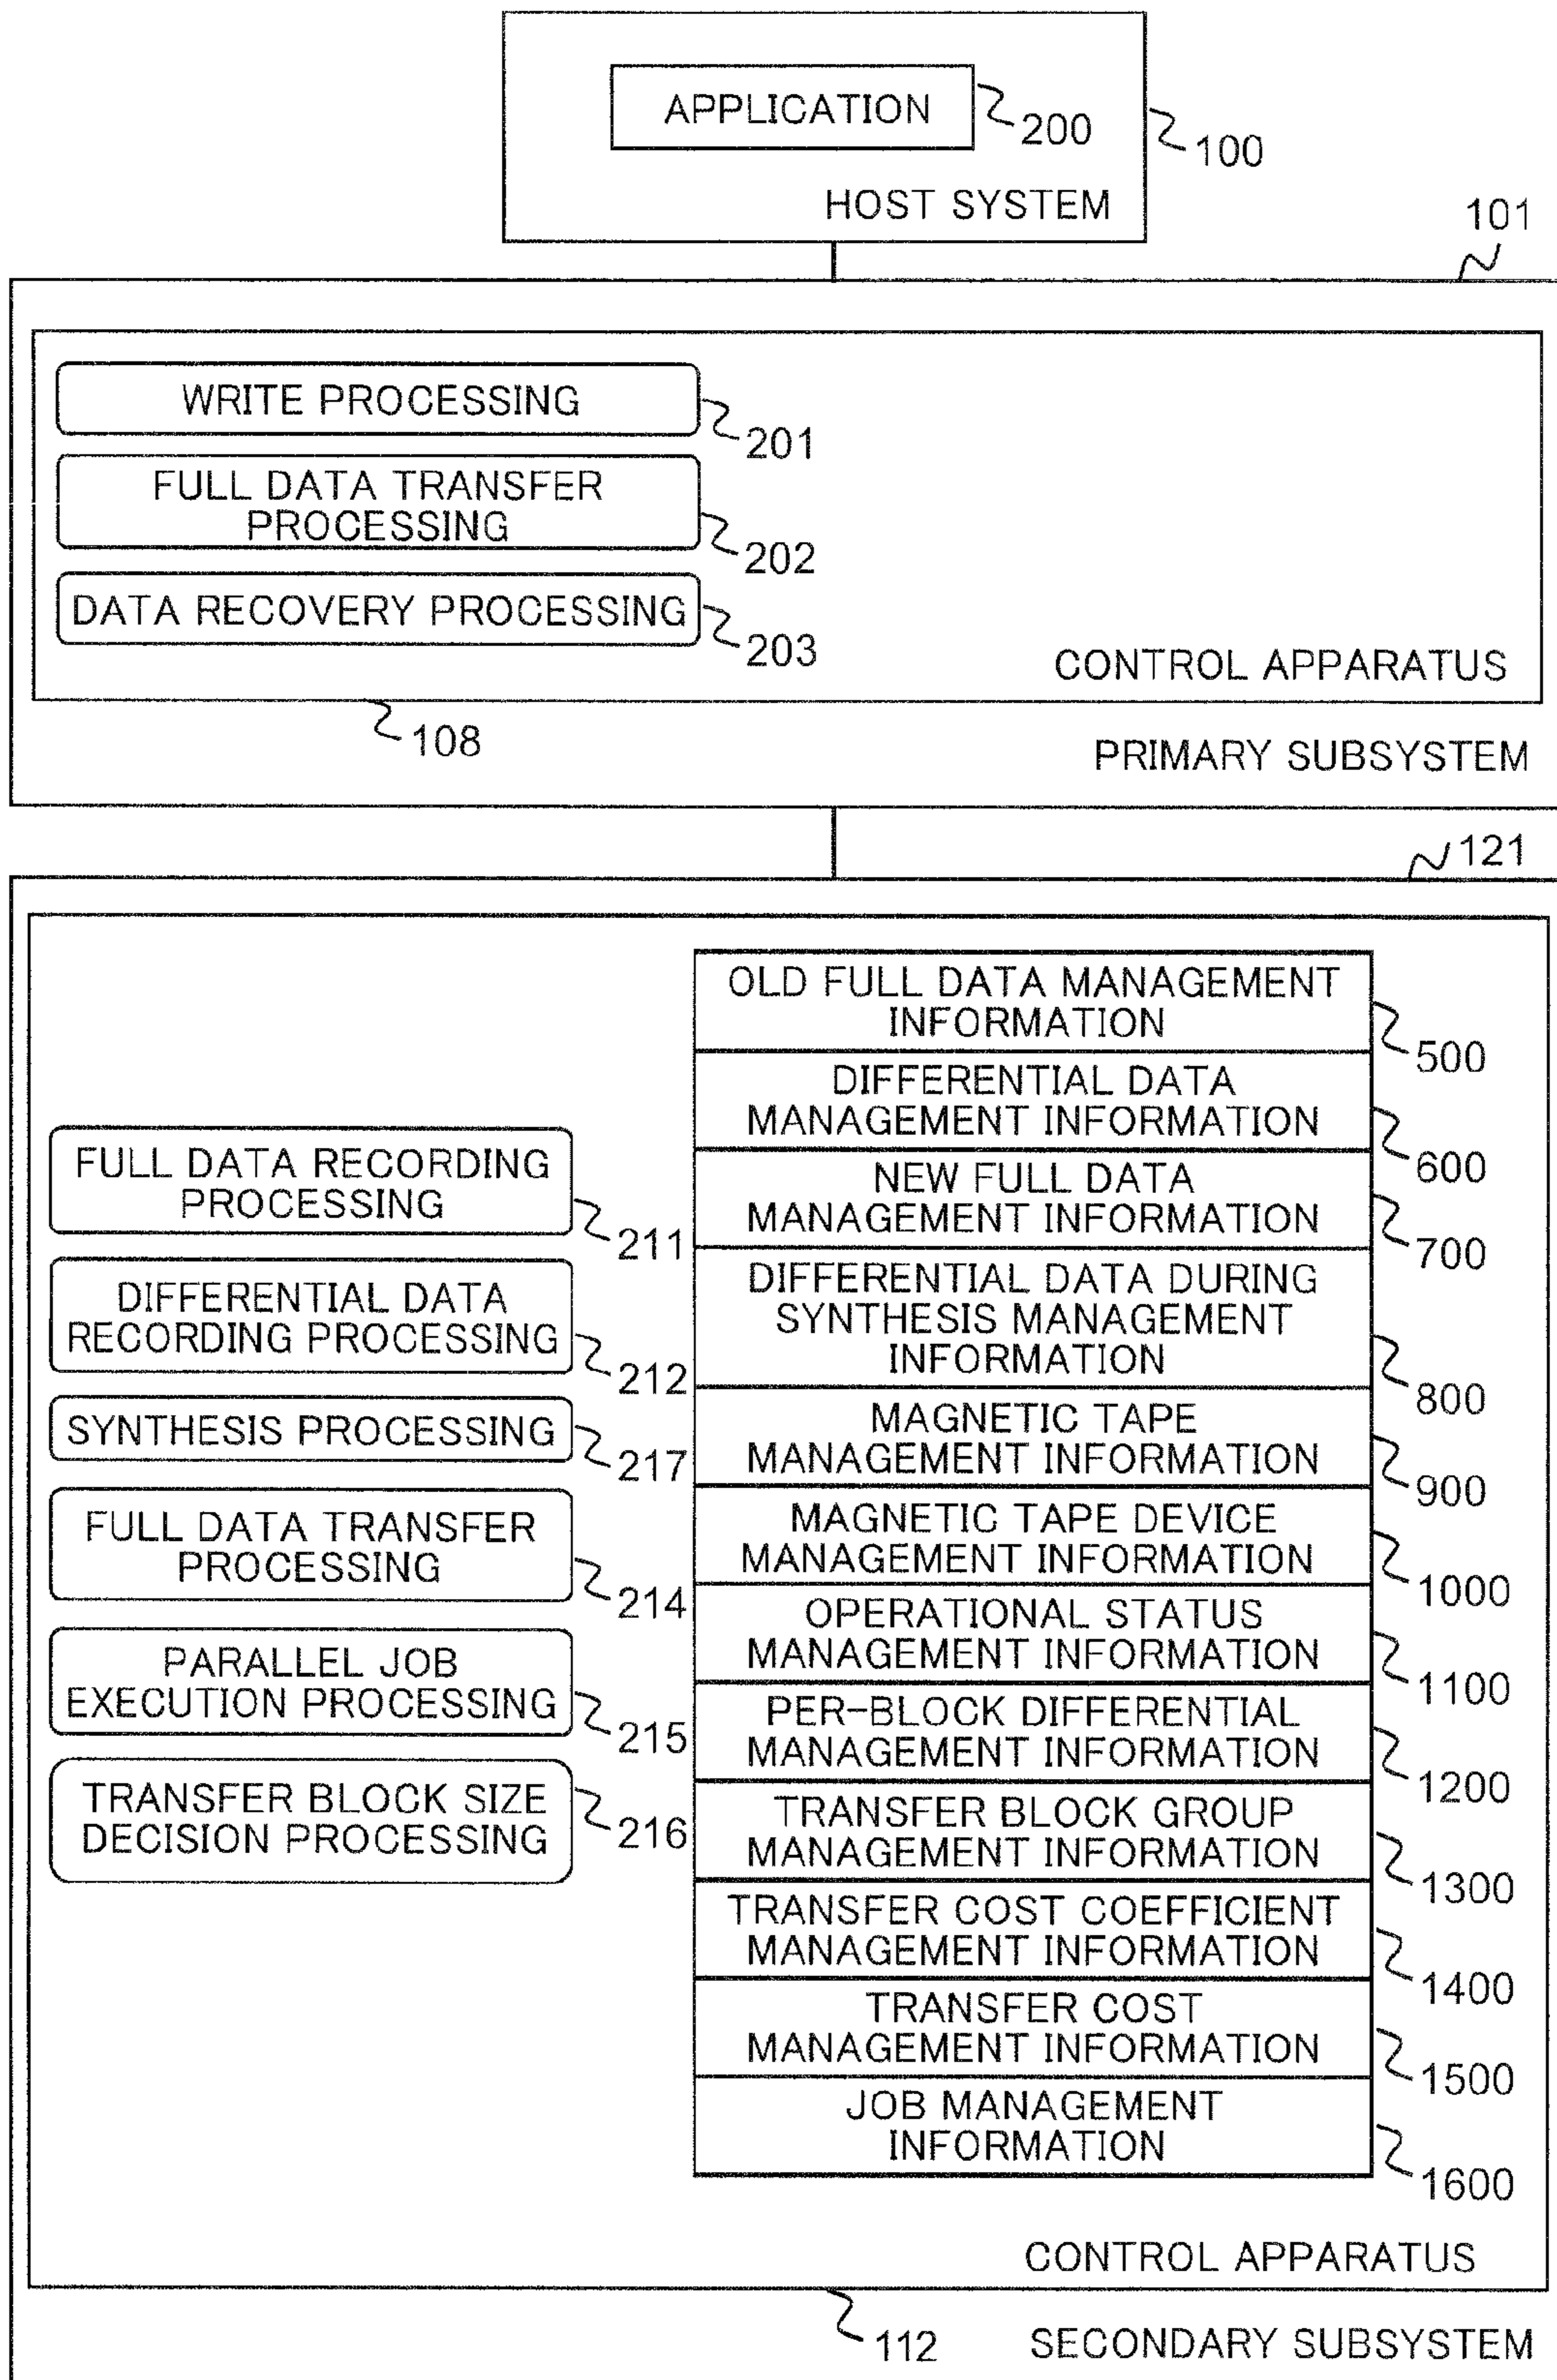 APPLICATION
200
100
HOST SYSTEM
101
WRITE PROCESSING
201
FULL DATA TRANSFER
PROCESSING
202
DATA RECOVERY PROCESSING
203
CONTROL APPARATUS
108
PRIMARY SUBSYSTEM
121
FULL DATA RECORDING
PROCESSING
211
DIFFERENTIAL DATA
RECORDING PROCESSING
212
SYNTHESIS PROCESSING
217
FULL DATA TRANSFER
PROCESSING
214
PARALLEL JOB
EXECUTION PROCESSING
215
TRANSFER BLOCK SIZE
DECISION PROCESSING
216
OLD FULL DATA MANAGEMENT
INFORMATION
500
DIFFERENTIAL DATA
MANAGEMENT INFORMATION
600
NEW FULL DATA
MANAGEMENT INFORMATION
700
DIFFERENTIAL DATA DURING
SYNTHESIS MANAGEMENT
INFORMATION
800
MAGNETIC TAPE
MANAGEMENT INFORMATION
900
MAGNETIC TAPE DEVICE
MANAGEMENT INFORMATION
1000
OPERATIONAL STATUS
MANAGEMENT INFORMATION
1100
PER-BLOCK DIFFERENTIAL
MANAGEMENT INFORMATION
1200
TRANSFER BLOCK GROUP
MANAGEMENT INFORMATION
1300
TRANSFER COST COEFFICIENT
MANAGEMENT INFORMATION
1400
TRANSFER COST
MANAGEMENT INFORMATION
1500
JOB MANAGEMENT
INFORMATION
1600
CONTROL APPARATUS
112
SECONDARY SUBSYSTEM